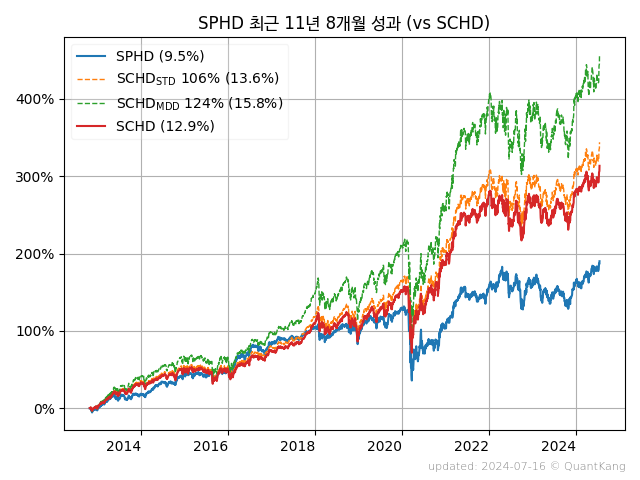 SPHD 최근 11년 8개월 성과 (vs SCHD)
SPHD (9.5%)
SCHD_STD 106% (13.6%)
SCHD_MDD 124% (15.8%)
SCHD (12.9%)
400%
300%
200%
100%
0%
2014 2016 2018 2020 2022 2024
updated: 2024-07-16 © QuantKang